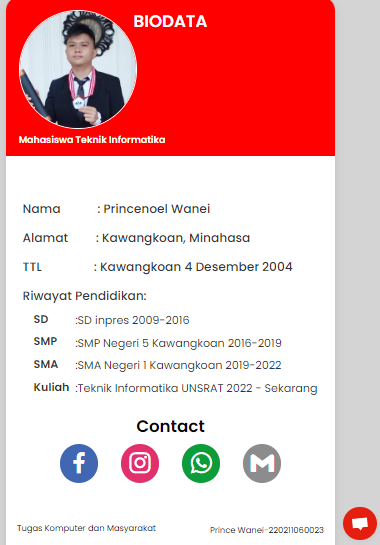 BIODATA
Mahasiswa Teknik Informatika
Nama : Princenoel Wanei
Alamat : Kawangkoan, Minahasa
TTL : Kawangkoan 4 Desember 2004
Riwayat Pendidikan:
SD :SD inpres 2009-2016
SMP :SMP Negeri 5 Kawangkoan 2016-2019
SMA :SMA Negeri 1 Kawangkoan 2019-2022
Kuliah :Teknik Informatika UNSRAT 2022 - Sekarang
Contact
Tugas Komputer dan Masyarakat
Prince Wanei-220211060023